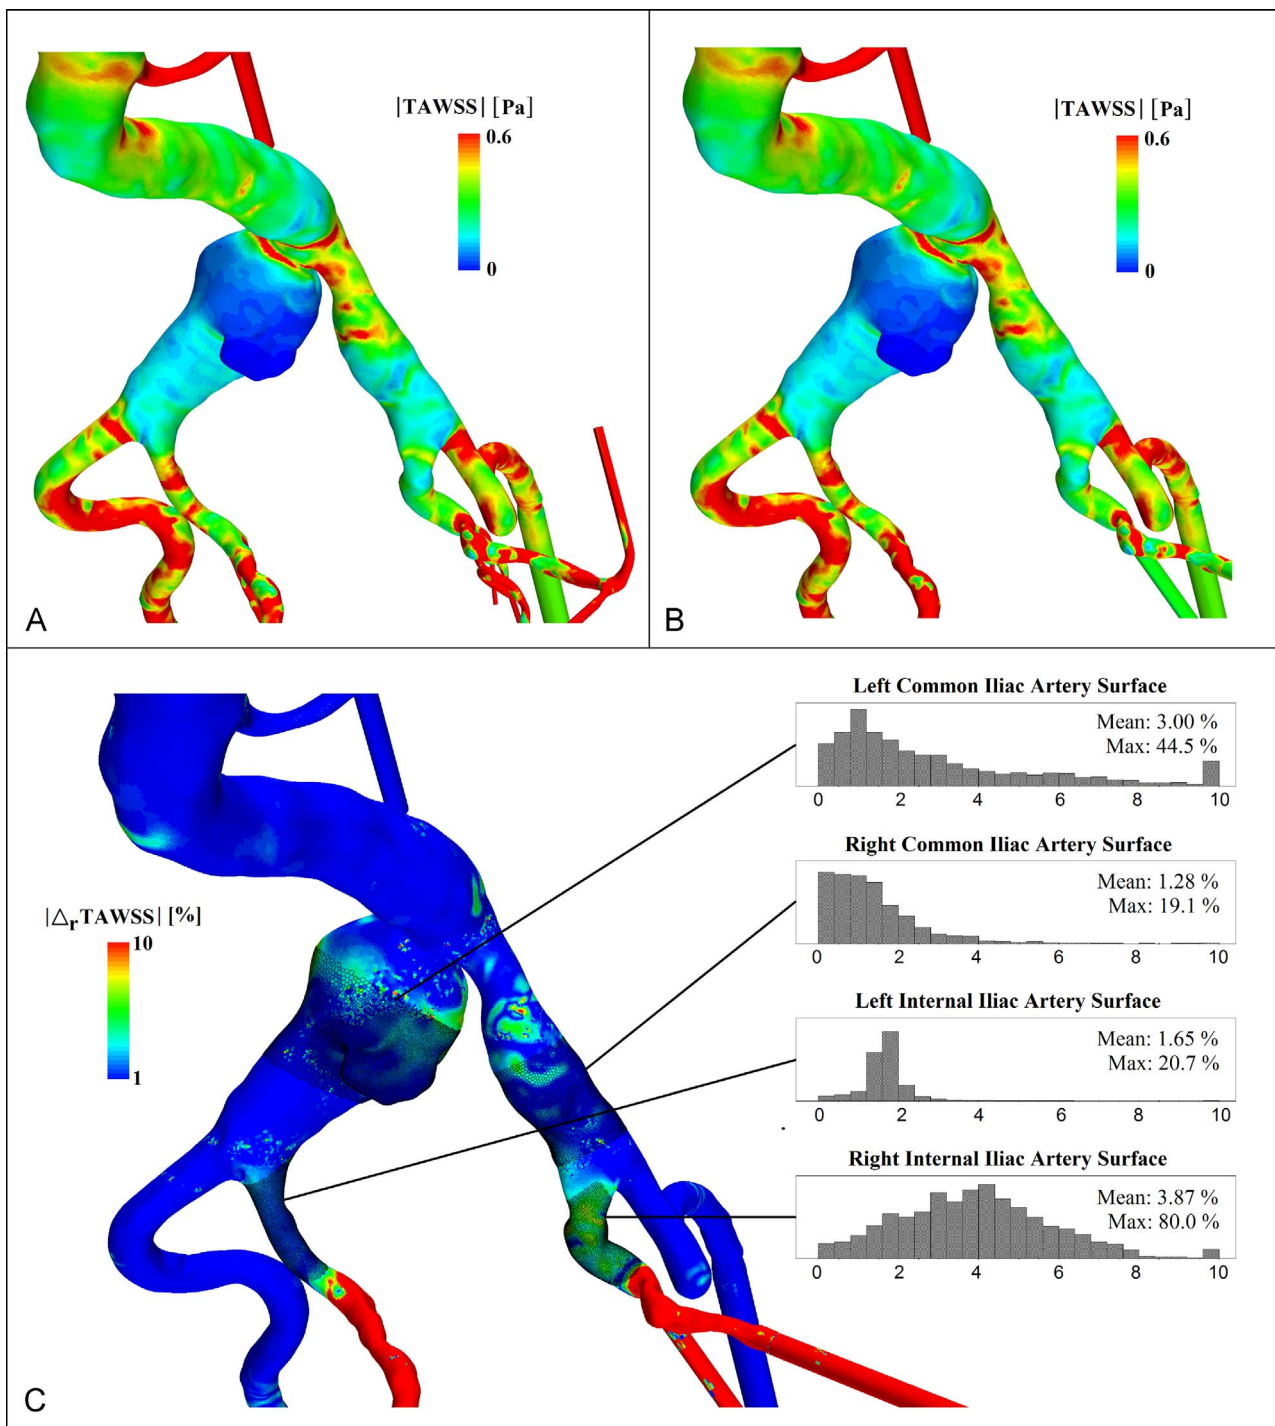 |TAWSS| [Pa]
0.6
0
A
|TAWSS| [Pa]
0.6
0
B
|△rTAWSS| [%]
10
1
C
Left Common Iliac Artery Surface
Mean: 3.00 %
Max: 44.5 %
0 2 4 6 8 10
Right Common Iliac Artery Surface
Mean: 1.28 %
Max: 19.1 %
0 2 4 6 8 10
Left Internal Iliac Artery Surface
Mean: 1.65 %
Max: 20.7 %
0 2 4 6 8 10
Right Internal Iliac Artery Surface
Mean: 3.87 %
Max: 80.0 %
0 2 4 6 8 10